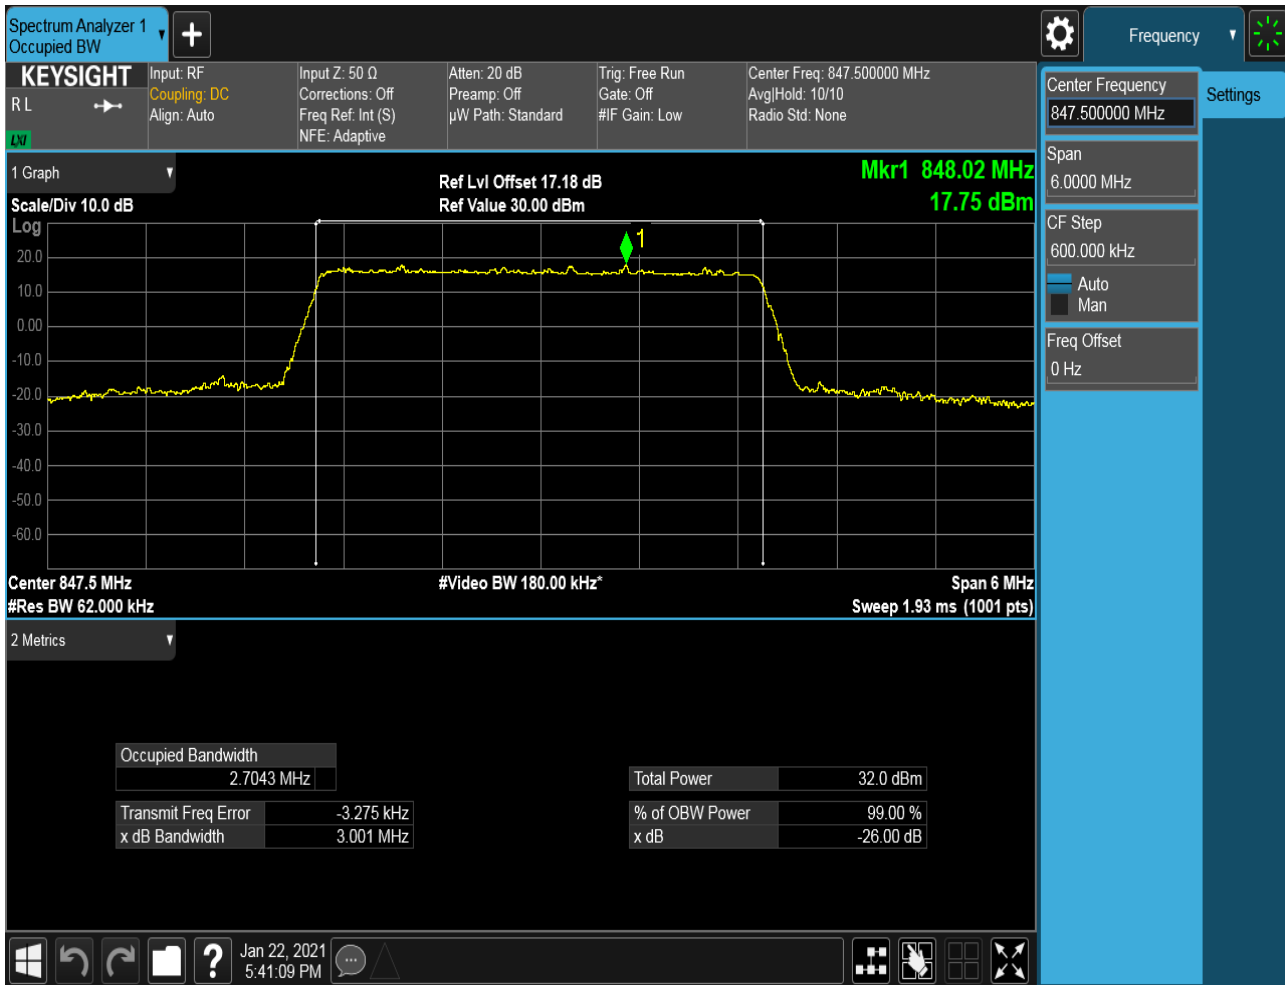 Spectrum Analyzer 1
Occupied BW
Frequency
KEYSIGHT
R L
LXI
Input: RF
Coupling: DC
Align: Auto
Input Z: 50 Ω
Corrections: Off
Freq Ref: Int (S)
NFE: Adaptive
Atten: 20 dB
Preamp: Off
µW Path: Standard
Trig: Free Run
Gate: Off
#IF Gain: Low
Center Freq: 847.500000 MHz
Avg|Hold: 10/10
Radio Std: None
Center Frequency
847.500000 MHz
Settings
Span
6.0000 MHz
CF Step
600.000 kHz
Auto
Man
Freq Offset
0 Hz
1 Graph
Scale/Div 10.0 dB
Ref Lvl Offset 17.18 dB
Ref Value 30.00 dBm
Mkr1 848.02 MHz
17.75 dBm
Log
1
20.0
10.0
0.00
-10.0
-20.0
-30.0
-40.0
-50.0
-60.0
Center 847.5 MHz
#Video BW 180.00 kHz*
Span 6 MHz
#Res BW 62.000 kHz
Sweep 1.93 ms (1001 pts)
2 Metrics
Occupied Bandwidth
2.7043 MHz
Transmit Freq Error -3.275 kHz
x dB Bandwidth 3.001 MHz
Total Power 32.0 dBm
% of OBW Power 99.00 %
x dB -26.00 dB
?
Jan 22, 2021
5:41:09 PM